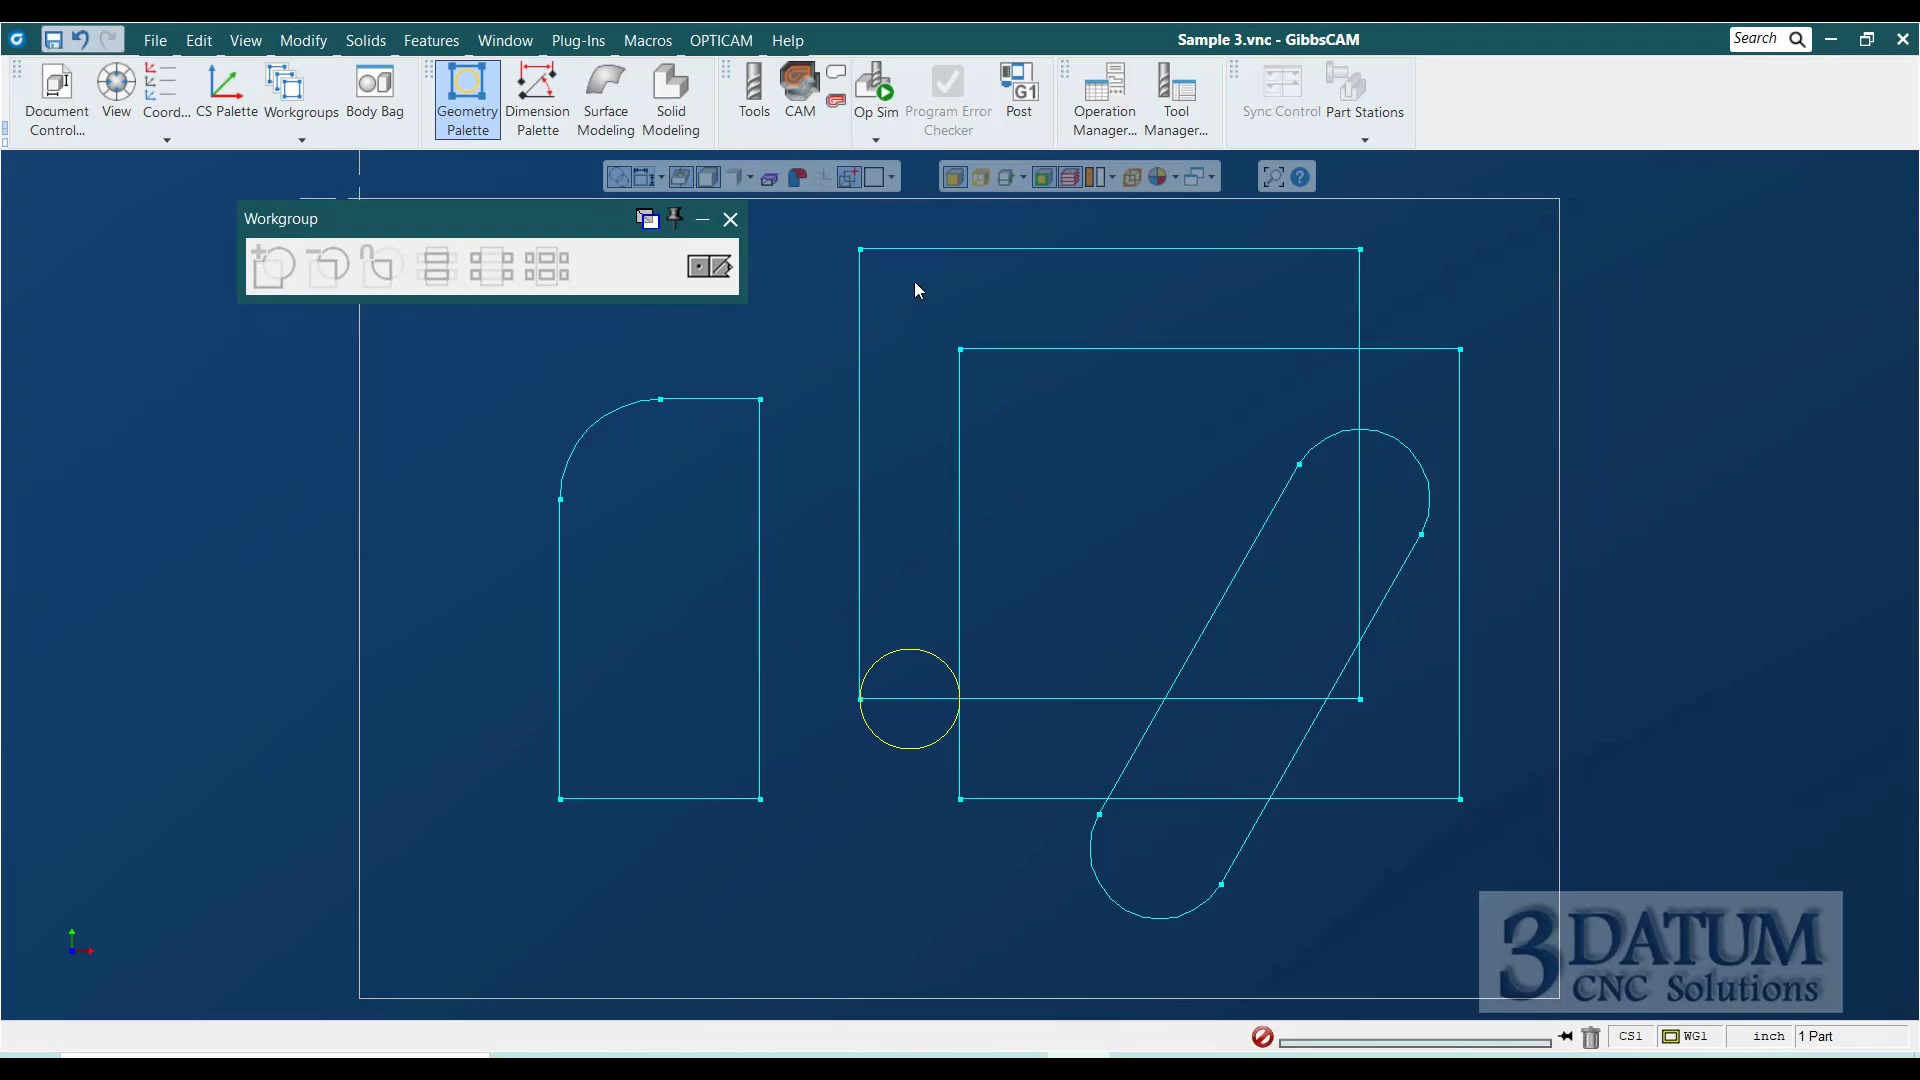 File Edit View Modify Solids Features Window Plug-Ins Macros OPTICAM Help
Sample 3.vnc - GibbsCAM
Search
Document Control...
View
Coord...
CS Palette
Workgroups
Body Bag
Geometry Palette
Dimension Palette
Surface Modeling
Solid Modeling
Tools
CAM
Op Sim
Program Error Checker
G1
Post
Operation Manager...
Tool Manager...
Sync Control
Part Stations
Workgroup
3DATUM
CNC Solutions
CS1
WG1
inch
1 Part